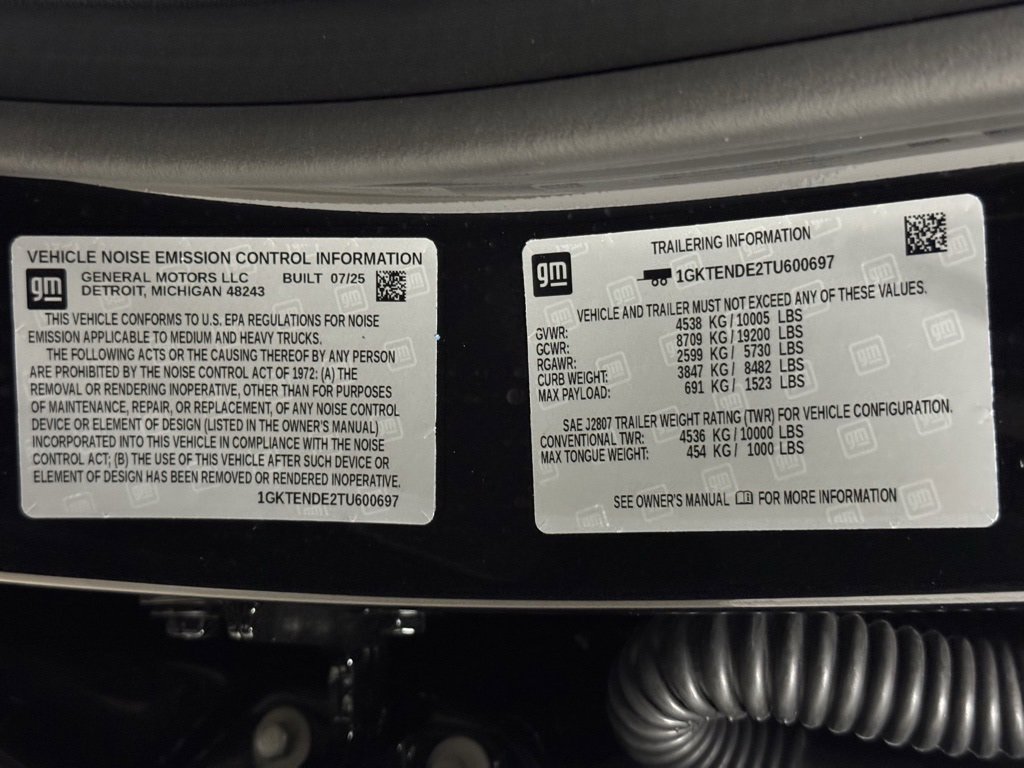 VEHICLE NOISE EMISSION CONTROL INFORMATION
gm
GENERAL MOTORS LLC BUILT 07/25
DETROIT, MICHIGAN 48243
THIS VEHICLE CONFORMS TO U.S. EPA REGULATIONS FOR NOISE
EMISSION APPLICABLE TO MEDIUM AND HEAVY TRUCKS.
THE FOLLOWING ACTS OR THE CAUSING THEREOF BY ANY PERSON
ARE PROHIBITED BY THE NOISE CONTROL ACT OF 1972: (A) THE
REMOVAL OR RENDERING INOPERATIVE, OTHER THAN FOR PURPOSES
OF MAINTENANCE, REPAIR, OR REPLACEMENT, OF ANY NOISE CONTROL
DEVICE OR ELEMENT OF DESIGN (LISTED IN THE OWNER'S MANUAL)
INCORPORATED INTO THIS VEHICLE IN COMPLIANCE WITH THE NOISE
CONTROL ACT; (B) THE USE OF THIS VEHICLE AFTER SUCH DEVICE OR
ELEMENT OF DESIGN HAS BEEN REMOVED OR RENDERED INOPERATIVE.
1GKTENDE2TU600697
gm
TRAILERING INFORMATION
1GKTENDE2TU600697
VEHICLE AND TRAILER MUST NOT EXCEED ANY OF THESE VALUES.
GVWR: 4538 KG/10005 LBS
GCWR: 8709 KG/ 19200 LBS
RGAWR: 2599 KG/ 5730 LBS
CURB WEIGHT: 3847 KG/ 8482 LBS
MAX PAYLOAD: 691 KG/ 1523 LBS
SAE J2807 TRAILER WEIGHT RATING (TWR) FOR VEHICLE CONFIGURATION.
CONVENTIONAL TWR: 4536 KG/10000 LBS
MAX TONGUE WEIGHT: 454 KG/ 1000 LBS
SEE OWNER'S MANUAL FOR MORE INFORMATION